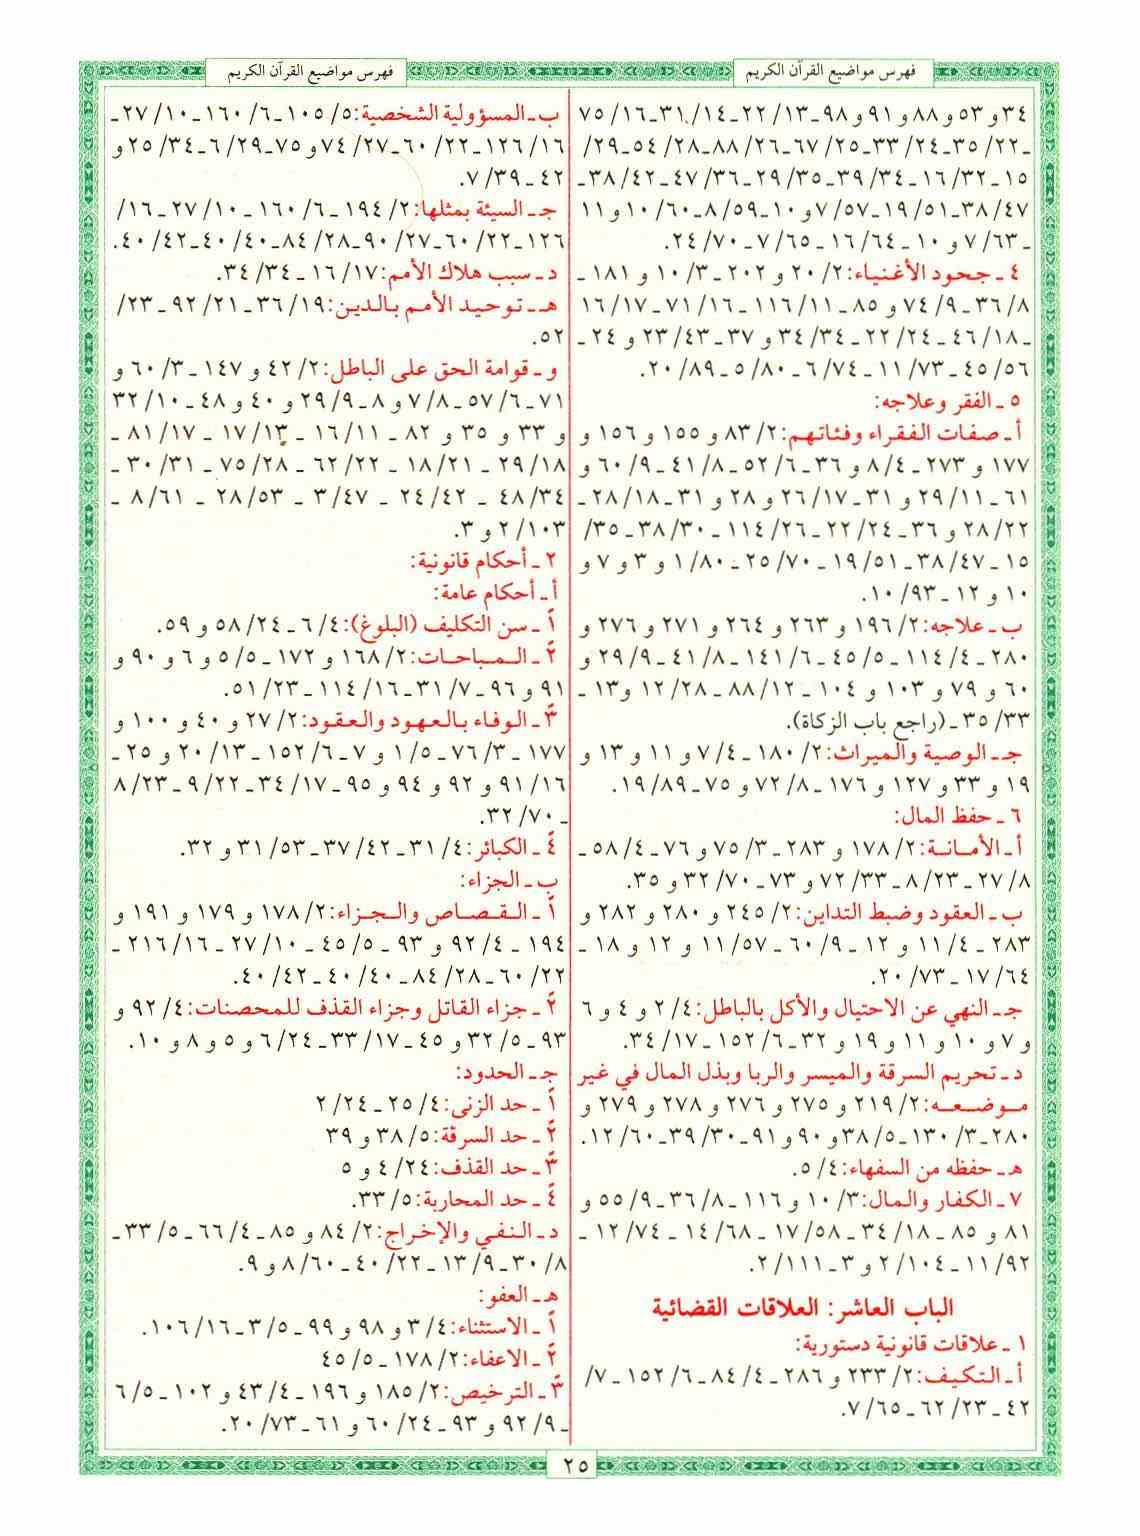 فهرس مواضيع القرآن الكريم
فهرس مواضيع القرآن الكريم
٣٤ و ٥٣ و ٨٨ و ٩١ و ٩٨ ـ ١٣/ ٢٢ ـ ١٤/ ٣١ ـ ١٦/ ٧٥
ـ ٢٢/ ٣٥ ـ ٢٤/ ٣٣ ـ ٢٥/ ٦٧ ـ ٢٦/ ٨٨ ـ ٢٨/ ٥٤ ـ ٢٩/
١٥ ـ ٣٢/ ١٦ ـ ٣٤/ ٣٩ ـ ٣٥/ ٢٩ ـ ٣٦/ ٤٧ ـ ٤٢/ ٣٨ ـ
٤٧/ ٣٨ ـ ٥١/ ١٩ ـ ٥٧/ ٧ و ١٠ ـ ٥٩/ ٨ ـ ٦٠/ ١٠ و ١١
ـ ٦٣/ ٧ و ١٠ ـ ٦٤/ ١٦ ـ ٦٥/ ٧ ـ ٧٠/ ٢٤.
٤ ـ جحود الأغنياء: ٢/ ٢٠ و ٢٠٢ ـ ٣/ ١٠ و ١٨١ ـ
٨/ ٣٦ ـ ٩/ ٧٤ و ٨٥ ـ ١١/ ١١٦ ـ ١٦/ ٧١ ـ ١٧/ ١٦
ـ ١٨/ ٤٦ ـ ٢٤/ ٢٢ ـ ٣٤/ ٣٤ و ٣٧ ـ ٤٣/ ٢٣ و ٢٤ ـ
٥٦/ ٤٥ ـ ٧٣/ ١١ ـ ٧٤/ ٦ ـ ٨٠/ ٥ ـ ٨٩/ ٢٠.
٥ ـ الفقر وعلاجه:
أ ـ صفات الفقراء وفئاتهم: ٢/ ٨٣ و ١٥٥ و ١٥٦ و
١٧٧ و ٢٧٣ ـ ٤/ ٨ و ٣٦ ـ ٦/ ٥٢ ـ ٨/ ٤١ ـ ٩/ ٦٠ و
٦١ ـ ١١/ ٢٩ و ٣١ ـ ١٧/ ٢٦ و ٢٨ و ٣١ ـ ١٨/ ٢٨ ـ
٢٢/ ٢٨ و ٣٦ ـ ٢٤/ ٢٢ ـ ٢٦/ ١١٤ ـ ٣٠/ ٣٨ ـ ٣٥/
١٥ ـ ٤٧/ ٣٨ ـ ٥١/ ١٩ ـ ٧٠/ ٢٥ ـ ٨٠/ ١ و ٣ و ٧ و
١٠ و ١٢ ـ ٩٣/ ١٠.
ب ـ علاجه: ٢/ ١٩٦ و ٢٦٣ و ٢٦٤ و ٢٧١ و ٢٧٦ و
٢٨٠ ـ ٤/ ١١٤ ـ ٥/ ٤٥ ـ ٦/ ١٤١ ـ ٨/ ٤١ ـ ٩/ ٢٩ و
٦٠ و ٧٩ و ١٠٣ و ١٠٤ ـ ١٢/ ٨٨ ـ ٢٨/ ١٢ و ١٣ ـ
٣٣/ ٣٥ ـ (راجع باب الزكاة).
جـ ـ الوصية والميراث: ٢/ ١٨٠ ـ ٤/ ٧ و ١١ و ١٣ و
١٩ و ٣٣ و ١٢٧ و ١٧٦ ـ ٨/ ٧٢ و ٧٥ ـ ٨٩/ ١٩.
٦ ـ حفظ المال:
أ ـ الأمانة: ٢/ ١٧٨ و ٢٨٣ ـ ٣/ ٧٥ و ٧٦ ـ ٤/ ٥٨ ـ
٨/ ٢٧ ـ ٢٣/ ٨ ـ ٣٣/ ٧٢ و ٧٣ ـ ٧٠/ ٣٢ و ٣٥.
ب ـ العقود وضبط التداين: ٢/ ٢٤٥ و ٢٨٠ و ٢٨٢ و
٢٨٣ ـ ٤/ ١١ و ١٢ ـ ٩/ ٦٠ ـ ٥٧/ ١١ و ١٢ و ١٨ ـ
٦٤/ ١٧ ـ ٧٣/ ٢٠.
جـ ـ النهي عن الاحتيال والأكل بالباطل: ٤/ ٢ و ٤ و ٦
و ٧ و ١٠ و ١١ و ١٩ و ٣٢ ـ ٦/ ١٥٢ ـ ١٧/ ٣٤.
د ـ تحريم السرقة والميسر والربا وبذل المال في غير
موضعه: ٢/ ٢١٩ و ٢٧٥ و ٢٧٦ و ٢٧٨ و ٢٧٩ و
٢٨٠ ـ ٣/ ١٣٠ ـ ٥/ ٣٨ و ٩٠ و ٩١ ـ ٣٠/ ٣٩ ـ ٦٠/ ١٢.
هـ ـ حفظه من السفهاء: ٤/ ٥.
٧ ـ الكفار والمال: ٣/ ١٠ و ١١٦ ـ ٨/ ٣٦ ـ ٩/ ٥٥ و
٨١ و ٨٥ ـ ١٨/ ٣٤ ـ ٥٨/ ١٧ ـ ٦٨/ ١٤ ـ ٧٤/ ١٢ ـ
٩٢/ ١١ ـ ١٠٤/ ٢ و ٣ ـ ١١١/ ٢.
الباب العاشر: العلاقات القضائية
١ ـ علاقات قانونية دستورية:
أ ـ التكيف: ٢/ ٢٣٣ و ٢٨٦ ـ ٤/ ٨٤ ـ ٦/ ١٥٢ ـ ٧/
٤٢ ـ ٢٣/ ٦٢ ـ ٦٥/ ٧.
ب ـ المسؤولية الشخصية: ٥/ ١٠٥ ـ ٦/ ١٦٠ ـ ١٠/ ٢٧ ـ
١٦/ ١٢٦ ـ ٢٢/ ٦٠ ـ ٢٧/ ٧٤ و ٧٥ ـ ٢٩/ ٦ ـ ٣٤/ ٢٥ و
٤٢ ـ ٣٩/ ٧.
جـ ـ السيئة بمثلها: ٢/ ١٩٤ ـ ٦/ ١٦٠ ـ ١٠/ ٢٧ ـ ١٦/
١٢٦ ـ ٢٢/ ٦٠ ـ ٢٧/ ٩٠ ـ ٢٨/ ٨٤ ـ ٤٠/ ٤٠ ـ ٤٢/ ٤٠.
د ـ سبب هلاك الأمم: ١٧/ ١٦ ـ ٣٤/ ٣٤.
هـ ـ توحيد الأمم بالدين: ١٩/ ٣٦ ـ ٢١/ ٩٢ ـ ٢٣/
٥٢.
و ـ قوامة الحق على الباطل: ٢/ ٤٢ و ١٤٧ ـ ٣/ ٦٠ و
٧١ ـ ٦/ ٥٧ ـ ٨/ ٧ و ٨ ـ ٩/ ٢٩ و ٤٠ و ٤٨ ـ ١٠/ ٣٢
و ٣٣ و ٣٥ و ٨٢ ـ ١١/ ١٦ ـ ١٣/ ١٧ ـ ١٧/ ٨١ ـ
١٨/ ٢٩ ـ ٢١/ ١٨ ـ ٢٢/ ٦٢ ـ ٢٨/ ٧٥ ـ ٣١/ ٣٠ ـ
٣٤/ ٤٨ ـ ٤٢/ ٢٤ ـ ٤٧/ ٣ ـ ٥٣/ ٢٨ ـ ٦١/ ٨ ـ
١٠٣/ ٢ و ٣.
٢ ـ أحكام قانونية:
أ ـ أحكام عامة:
أً ـ سن التكليف (البلوغ): ٤/ ٦ ـ ٢٤/ ٥٨ و ٥٩.
٢ً ـ المباحات: ٢/ ١٦٨ و ١٧٢ ـ ٥/ ٥ و ٦ و ٩٠ و
٩١ و ٩٦ ـ ٧/ ٣١ ـ ١٦/ ١١٤ ـ ٢٣/ ٥١.
٣ً ـ الوفاء بالعهود والعقود: ٢/ ٢٧ و ٤٠ و ١٠٠ و
١٧٧ ـ ٣/ ٧٦ ـ ٥/ ١ و ٧ ـ ٦/ ١٥٢ ـ ١٣/ ٢٠ و ٢٥ ـ
١٦/ ٩١ و ٩٢ و ٩٤ و ٩٥ ـ ١٧/ ٣٤ ـ ٢٢/ ٩ ـ ٢٣/ ٨
ـ ٧٠/ ٣٢.
٤ً ـ الكبائر: ٤/ ٣١ ـ ٤٢/ ٣٧ ـ ٥٣/ ٣١ و ٣٢.
ب ـ الجزاء:
أً ـ القصاص والجزاء: ٢/ ١٧٨ و ١٧٩ و ١٩١ و
١٩٤ ـ ٤/ ٩٢ و ٩٣ ـ ٥/ ٤٥ ـ ١٠/ ٢٧ ـ ١٦/ ٢١٦ ـ
٢٢/ ٦٠ ـ ٢٨/ ٨٤ ـ ٤٠/ ٤٠ ـ ٤٢/ ٤٠.
٢ً ـ جزاء القاتل وجزاء القذف للمحصنات: ٤/ ٩٢ و
٩٣ ـ ٥/ ٣٢ و ٤٥ ـ ١٧/ ٣٣ ـ ٢٤/ ٦ و ٥ و ٨ و ١٠.
جـ ـ الحدود:
أً ـ حد الزنى: ٤/ ٢٥ ـ ٢٤/ ٢
٢ً ـ حد السرقة: ٥/ ٣٨ و ٣٩
٣ً ـ حد القذف: ٢٤/ ٤ و ٥
٤ً ـ حد المحاربة: ٥/ ٣٣.
د ـ النفي والإخراج: ٢/ ٨٤ و ٨٥ ـ ٤/ ٦٦ ـ ٥/ ٣٣ ـ
٨/ ٣٠ ـ ٩/ ١٣ ـ ٢٢/ ٤٠ ـ ٦٠/ ٨ و ٩.
هـ ـ العفو:
أً ـ الاستثناء: ٤/ ٣ و ٩٨ و ٩٩ ـ ٥/ ٣ ـ ١٦/ ١٠٦.
٢ً ـ الاعفاء: ٢/ ١٧٨ ـ ٥/ ٤٥
٣ً ـ الترخيص: ٢/ ١٨٥ و ١٩٦ ـ ٤/ ٤٣ و ١٠٢ ـ ٥/ ٦
ـ ٩/ ٩٢ و ٩٣ ـ ٢٤/ ٦٠ و ٦١ ـ ٧٣/ ٢٠.
٢٥